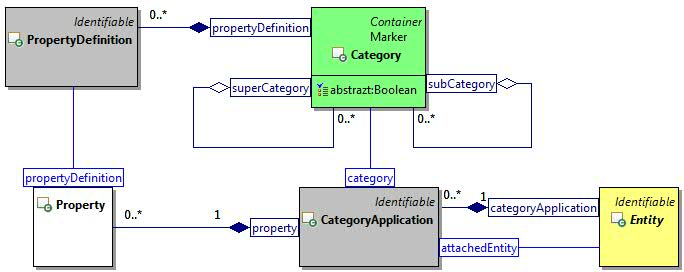 Identifiable
PropertyDefinition
0..*
propertyDefinition
Container
Marker
Category
abstrazt:Boolean
superCategory
subCategory
0..*
0..*
propertyDefinition
category
Property
0..*
1
property
Identifiable
CategoryApplication
0..*
1
categoryApplication
attachedEntity
Identifiable
Entity